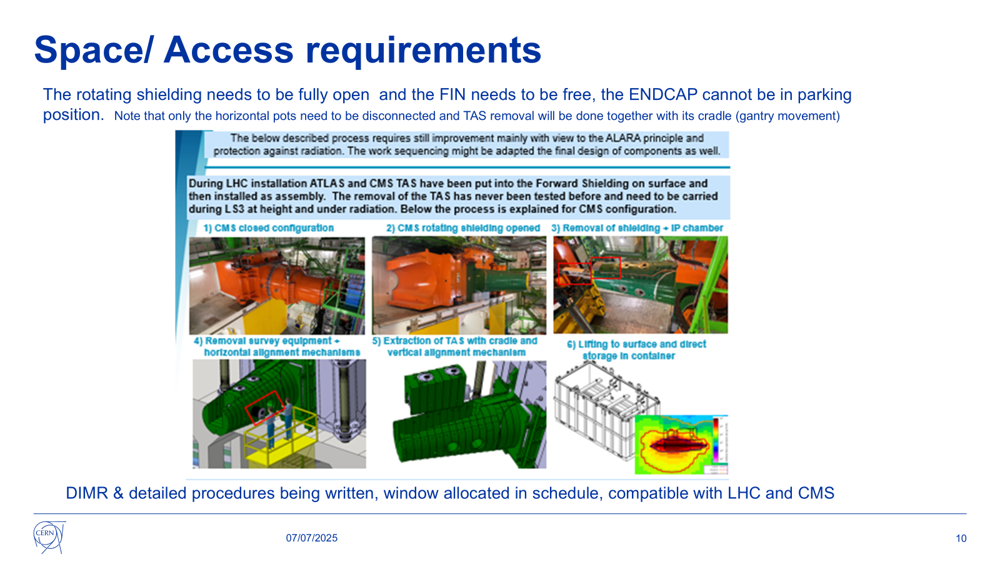 Space/ Access requirements
The rotating shielding needs to be fully open  and the FIN needs to be free, the ENDCAP cannot be in parking
position.  Note that only the horizontal pots need to be disconnected and TAS removal will be done together with its cradle (gantry movement)
The below described process requires still improvement mainly with view to the ALARA principle and
protection against radiation. The work sequencing might be adapted the final design of components as well.
During LHC installation ATLAS and CMS TAS have been put into the Forward Shielding on surface and
then installed as assembly.  The removal of the TAS has never been tested before and need to be carried
during LS3 at height and under radiation. Below the process is explained for CMS configuration.
1) CMS closed configuration
2) CMS rotating shielding opened
3) Removal of shielding + IP chamber
4) Removal survey equipment +
horizontal alignment mechanisms
5) Extraction of TAS with cradle and
vertical alignment mechanism
6) Lifting to surface and direct
storage in container
DIMR & detailed procedures being written, window allocated in schedule, compatible with LHC and CMS
CERN
07/07/2025
10